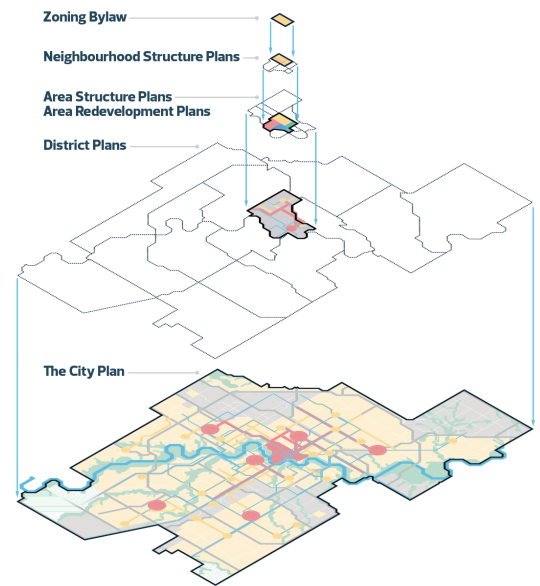 Zoning Bylaw
Neighbourhood Structure Plans
Area Structure Plans
Area Redevelopment Plans
District Plans
The City Plan